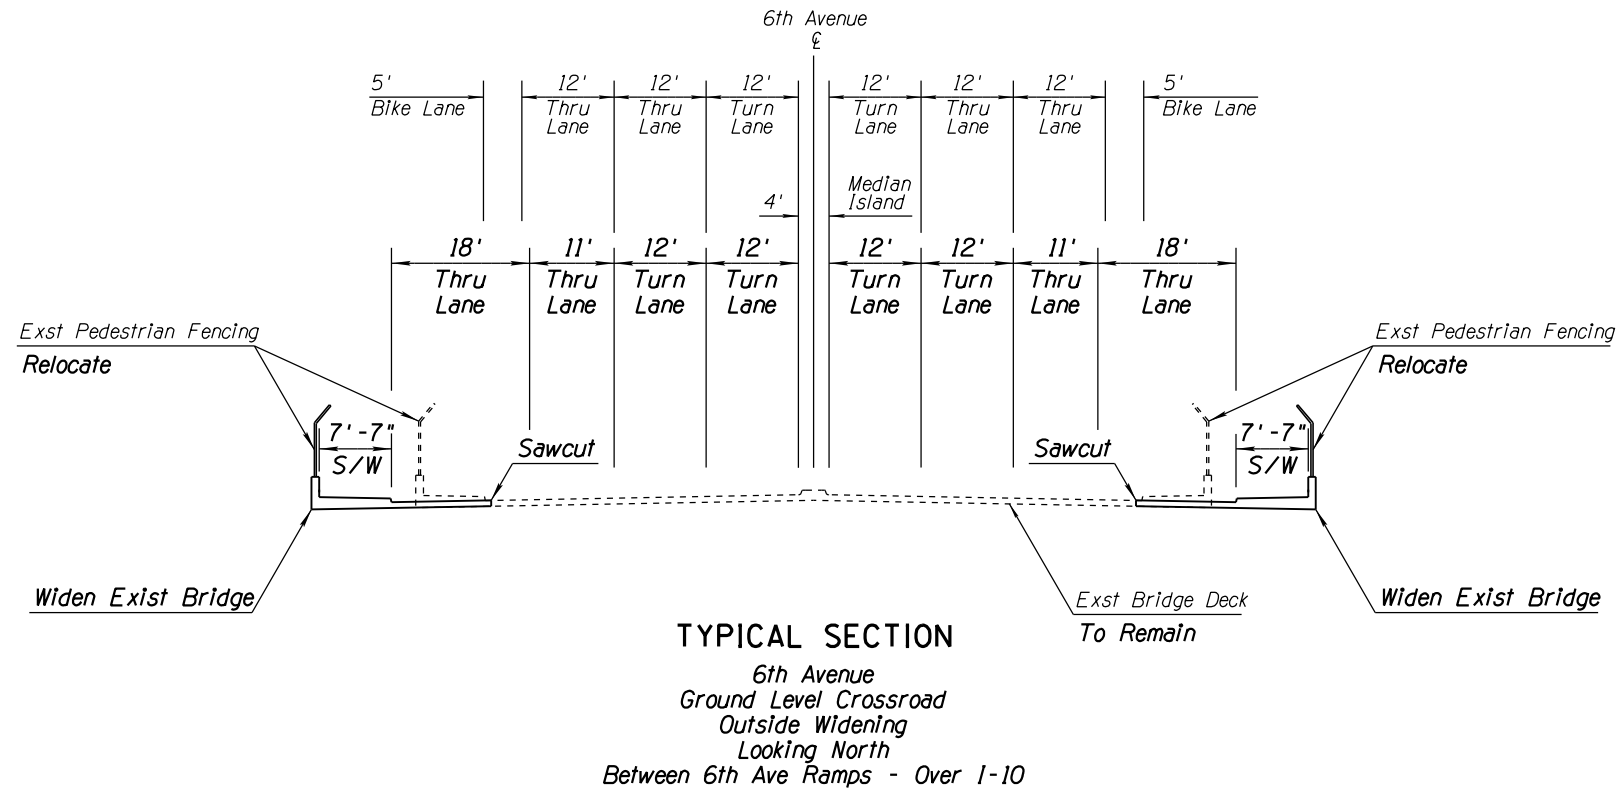 6th Avenue
℄
5' 12' 12' 12' 12' 12' 12' 5'
Bike Lane Thru Thru Turn Turn Thru Thru Bike Lane
Lane Lane Lane Lane Lane Lane
4' Median
Island
18' 11' 12' 12' 12' 12' 11' 18'
Thru Thru Turn Turn Turn Turn Thru Thru
Lane Lane Lane Lane Lane Lane Lane Lane
Exst Pedestrian Fencing Exst Pedestrian Fencing
Relocate Relocate
7'-7" Sawcut Sawcut 7'-7"
S/W S/W
Widen Exist Bridge Exst Bridge Deck Widen Exist Bridge
To Remain
TYPICAL SECTION
6th Avenue
Ground Level Crossroad
Outside Widening
Looking North
Between 6th Ave Ramps - Over I-10